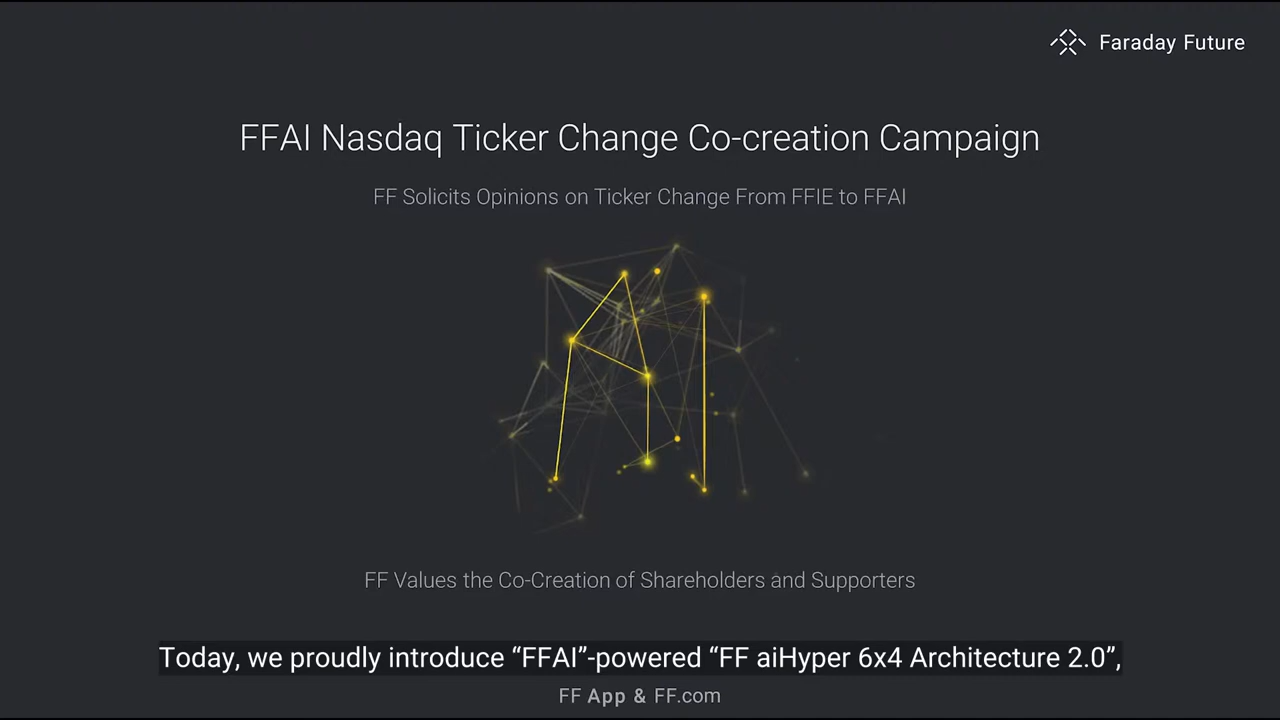 Faraday Future
FFAI Nasdaq Ticker Change Co-creation Campaign
FF Solicits Opinions on Ticker Change From FFIE to FFAI
AI
FF Values the Co-Creation of Shareholders and Supporters
Today, we proudly introduce “FFAI”-powered “FF aiHyper 6x4 Architecture 2.0”,
FF App & FF.com